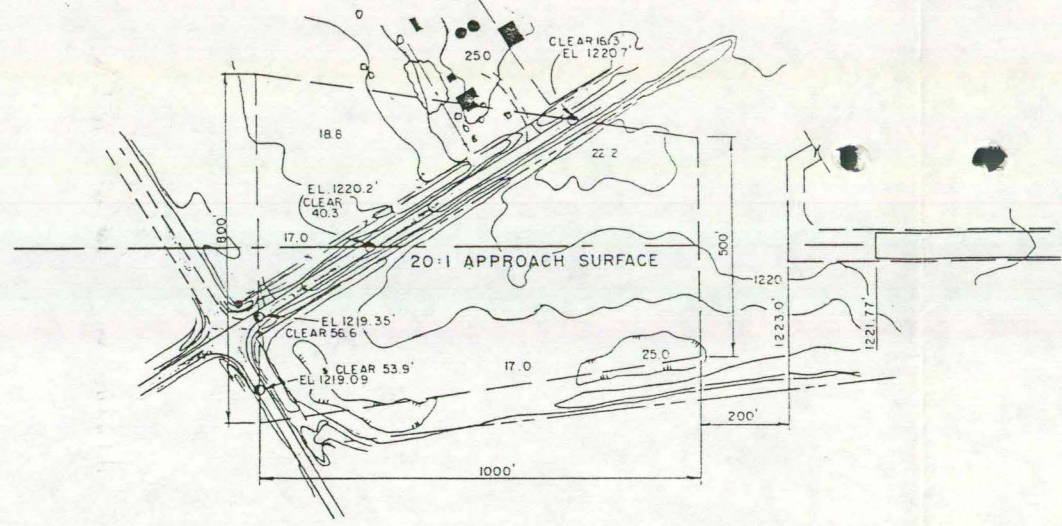 CLEAR 16.3
EL 1220.7'
25.0
18.6
22.2
EL. 1220.2'
CLEAR
40.3'
800'
17.0
20:1 APPROACH SURFACE
500'
1220
EL 1219.35'
CLEAR 56.6
1223.0'
1221.77'
CLEAR 53.9'
EL 1219.09
17.0
25.0
200'
1000'